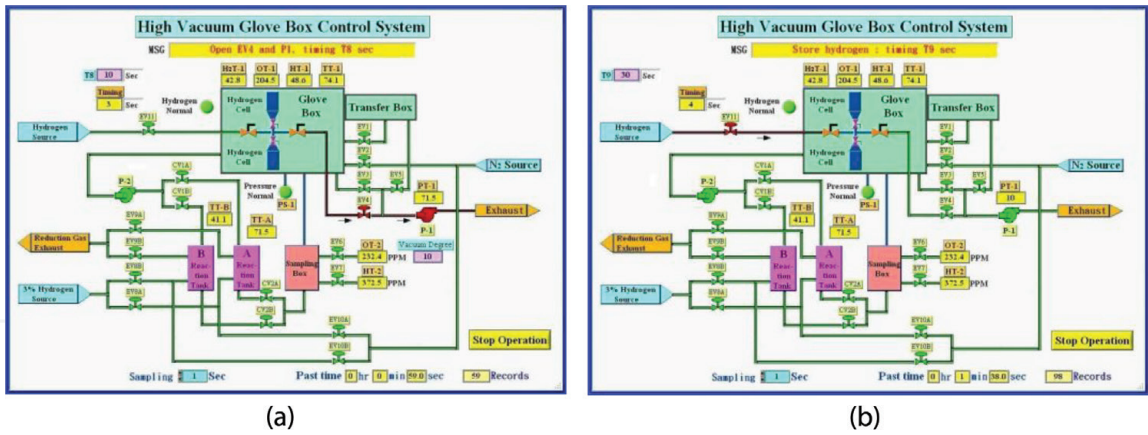 High Vacuum Glove Box Control System
MSG Open EV4 and P1, timing T8 sec
T8 10 Sec
H2T-1 OT-1 HT-1 TT-1
42.8 204.5 48.6 74.1
Timing
3 Sec
Hydrogen Normal
Hydrogen Cell
Glove Box
Transfer Box
Hydrogen Source
EV11
EV1
Hydrogen Cell
EV2
N2 Source
CV1A
EV3 EV5
P-2
CV1B
Pressure Normal
PT-1
71.5
TT-B
41.1
PS-1
EV4
Exhaust
EV9A
TT-A
71.5
P-1
Vacuum Degree
10
Reduction Gas Exhaust
EV9B
B Reaction Tank
A Reaction Tank
Sampling Box
EV6
OT-2
232.4 PPM
EV8B
EV7
HT-2
372.5 PPM
3% Hydrogen Source
CV2A
CV2B
EV10A
EV10B
Stop Operation
Sampling 1 Sec
Past time 0 hr 0 min 59.0 sec
59 Records
(a)
High Vacuum Glove Box Control System
MSG Store hydrogen : timing T9 sec
T9 30 Sec
H2T-1 OT-1 HT-1 TT-1
42.8 204.5 48.6 74.1
Timing
4 Sec
Hydrogen Normal
Hydrogen Cell
Glove Box
Transfer Box
Hydrogen Source
EV11
EV1
Hydrogen Cell
EV2
N2 Source
CV1A
EV3 EV5
P-2
CV1B
Pressure Normal
PT-1
10
TT-B
41.1
PS-1
EV4
Exhaust
EV9A
TT-A
71.5
P-1
Reduction Gas Exhaust
EV9B
B Reaction Tank
A Reaction Tank
Sampling Box
EV6
OT-2
232.4 PPM
EV8B
EV7
HT-2
372.5 PPM
3% Hydrogen Source
CV2A
CV2B
EV10A
EV10B
Stop Operation
Sampling 1 Sec
Past time 0 hr 1 min 38.0 sec
98 Records
(b)